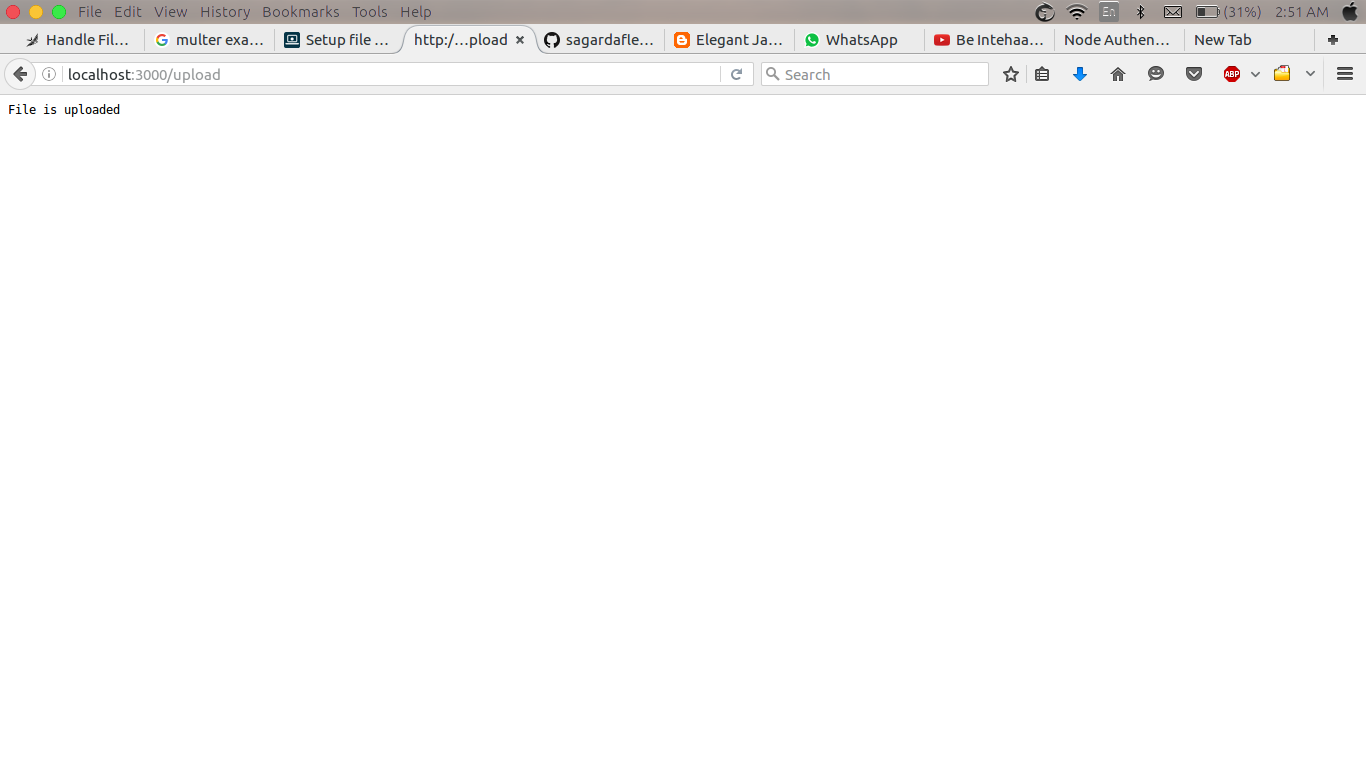 File Edit View History Bookmarks Tools Help En (31%) 2:51 AM
Handle Fil... multer exa... Setup file ... http:/...pload sagardafle... Elegant Ja... WhatsApp Be Intehaa... Node Authen... New Tab
localhost:3000/upload Search ABP
File is uploaded